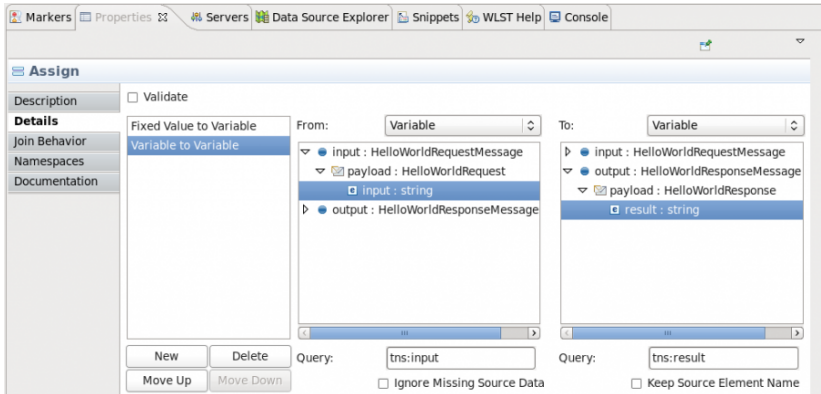 Markers Properties Servers Data Source Explorer Snippets WLST Help Console
Assign
Description
Details
Join Behavior
Namespaces
Documentation
Validate
Fixed Value to Variable
Variable to Variable
New Delete
Move Up Move Down
From: Variable
input : HelloWorldRequestMessage
payload : HelloWorldRequest
input : string
output : HelloWorldResponseMessage
Query: tns:input
Ignore Missing Source Data
To: Variable
input : HelloWorldRequestMessage
output : HelloWorldResponseMessage
payload : HelloWorldResponse
result : string
Query: tns:result
Keep Source Element Name